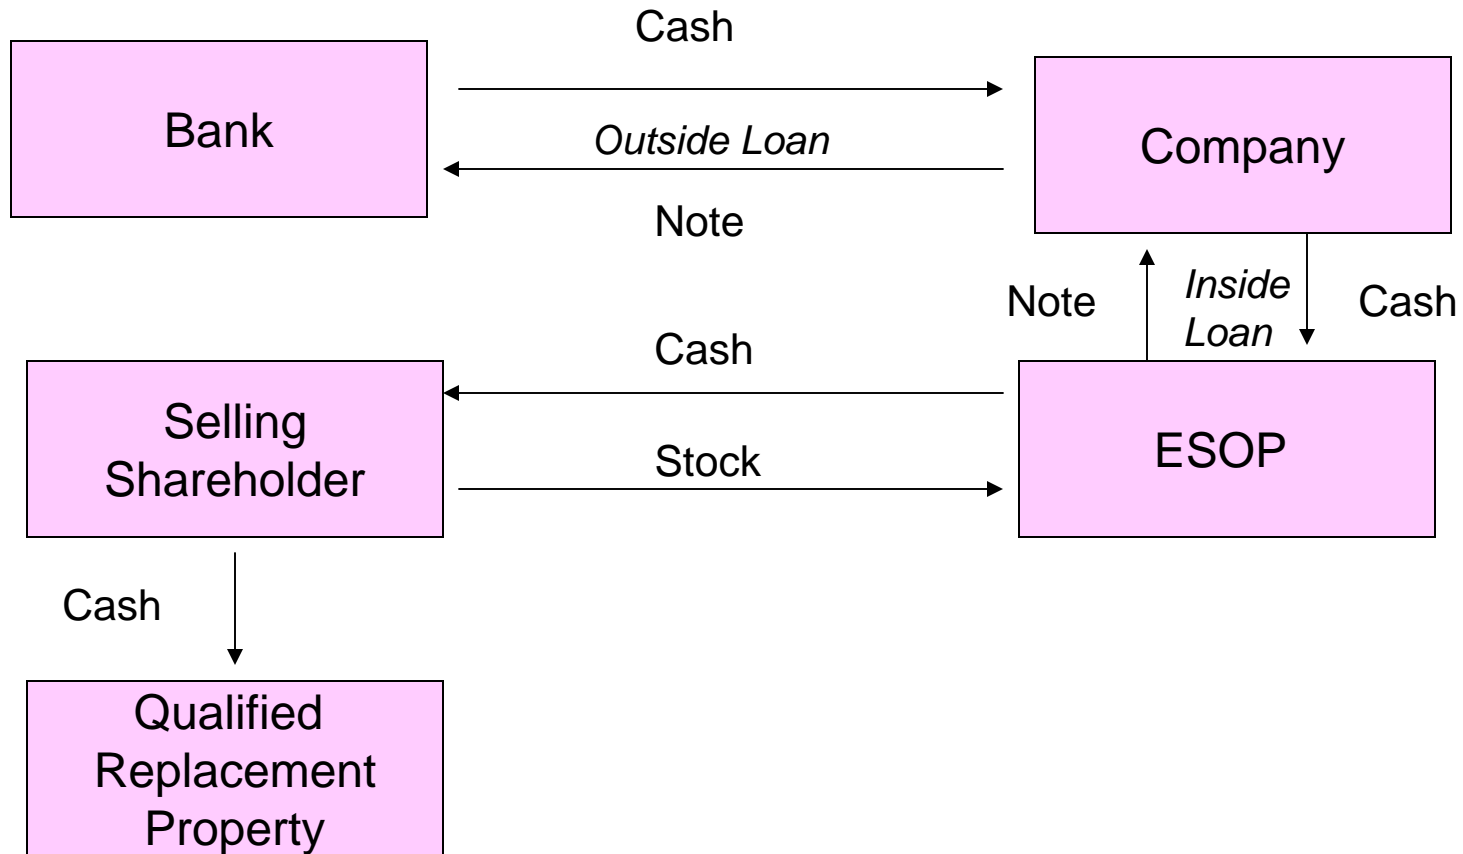 Cash
Bank
Outside Loan
Company
Note
Note
Inside
Loan
Cash
Cash
Selling
Shareholder
Stock
ESOP
Cash
Qualified
Replacement
Property